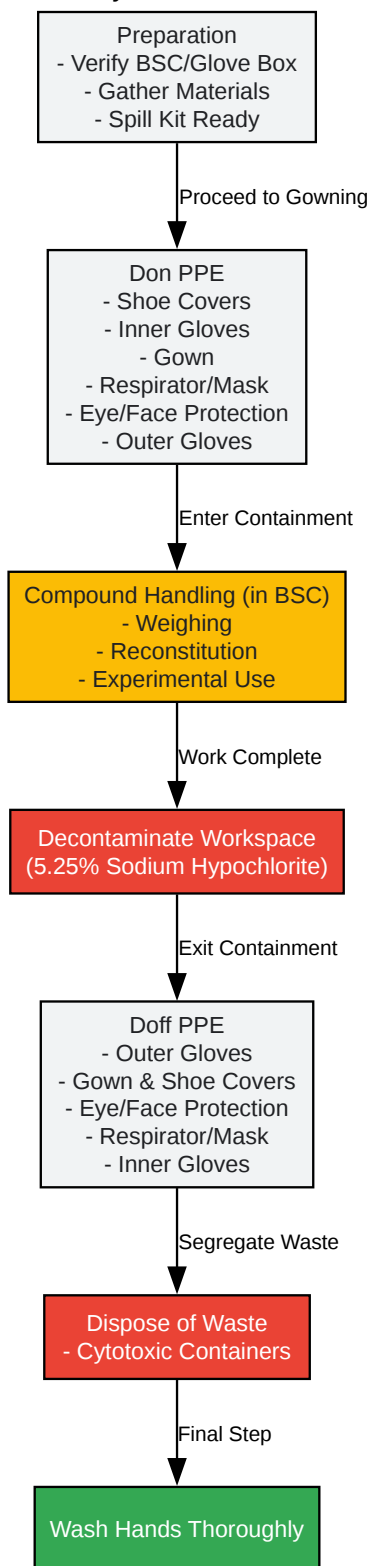 Preparation
- Verify BSC/Glove Box
- Gather Materials
- Spill Kit Ready
Proceed to Gowning
Don PPE
- Shoe Covers
- Inner Gloves
- Gown
- Respirator/Mask
- Eye/Face Protection
- Outer Gloves
Enter Containment
Compound Handling (in BSC)
- Weighing
- Reconstitution
- Experimental Use
Work Complete
Decontaminate Workspace
(5.25% Sodium Hypochlorite)
Exit Containment
Doff PPE
- Outer Gloves
- Gown & Shoe Covers
- Eye/Face Protection
- Respirator/Mask
- Inner Gloves
Segregate Waste
Dispose of Waste
- Cytotoxic Containers
Final Step
Wash Hands Thoroughly